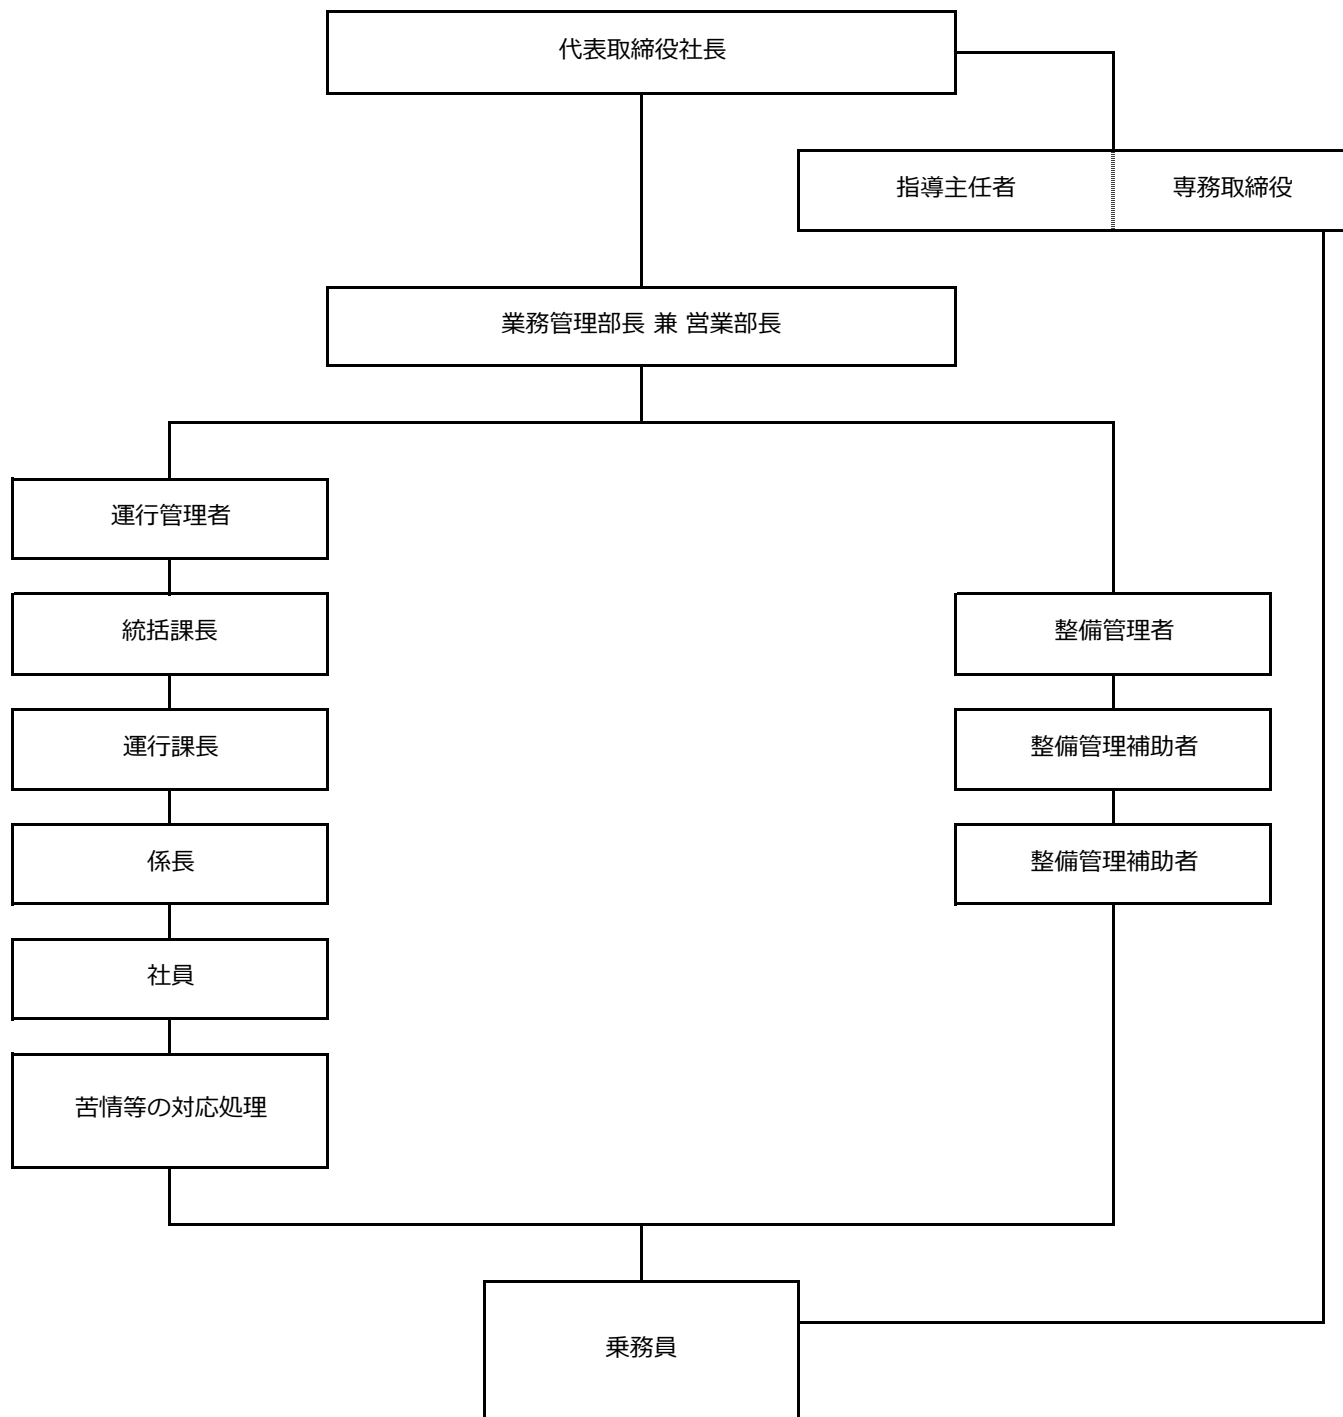 代表取締役社長
指導主任者
専務取締役
業務管理部長 兼 営業部長
運行管理者
統括課長
整備管理者
運行課長
整備管理補助者
係長
整備管理補助者
社員
苦情等の対応処理
乗務員